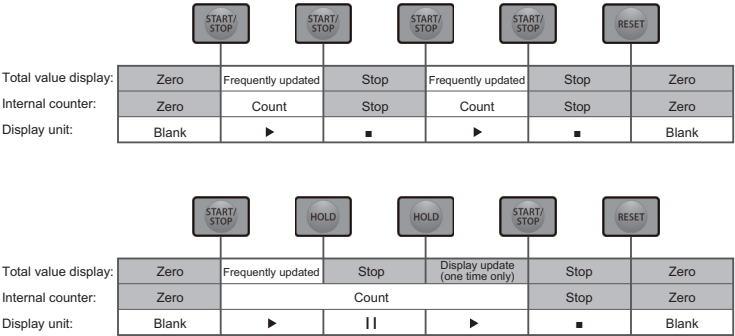 START/ STOP START/ STOP START/ STOP START/ STOP RESET
Total value display: Zero Frequently updated Stop Frequently updated Stop Zero
Internal counter: Zero Count Stop Count Stop Zero
Display unit: Blank ▶ ■ ▶ ■ Blank
START/ STOP HOLD HOLD START/ STOP RESET
Total value display: Zero Frequently updated Stop Display update (one time only) Stop Zero
Internal counter: Zero Count Stop Zero
Display unit: Blank ▶ II ▶ ■ Blank